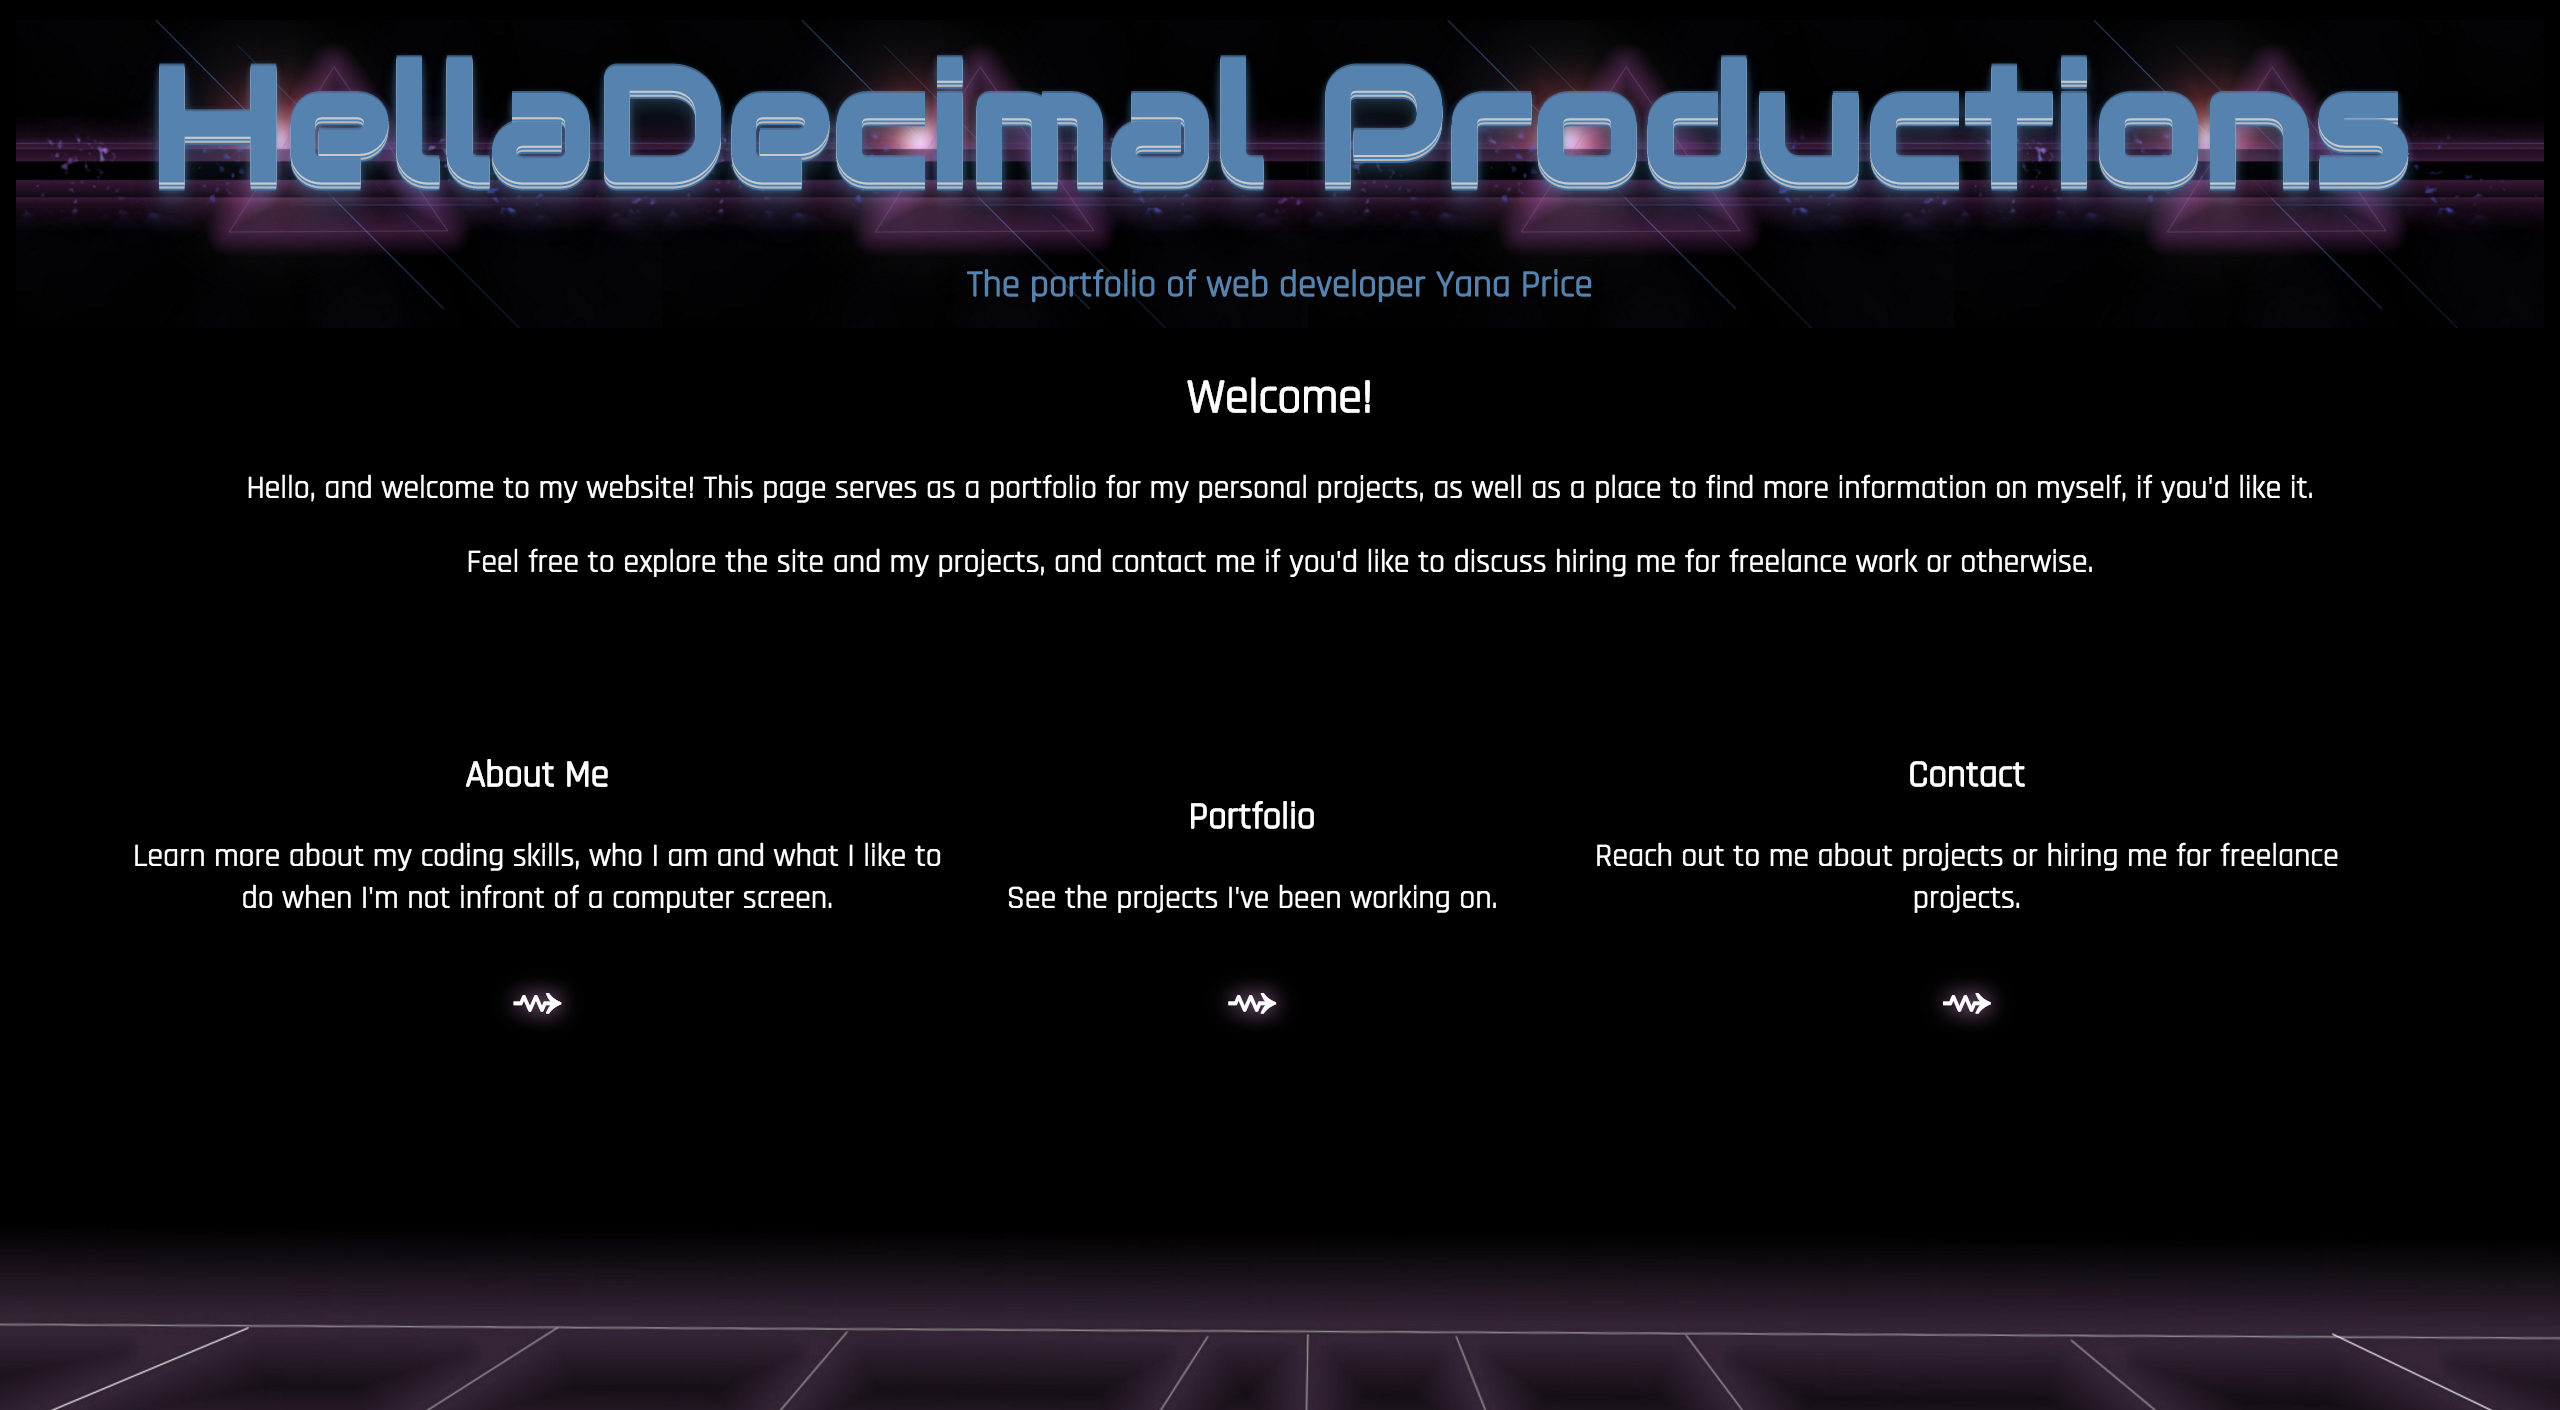 HellaDecimal Productions
The portfolio of web developer Yana Price
Welcome!
Hello, and welcome to my website! This page serves as a portfolio for my personal projects, as well as a place to find more information on myself, if you'd like it.
Feel free to explore the site and my projects, and contact me if you'd like to discuss hiring me for freelance work or otherwise.
About Me
Learn more about my coding skills, who I am and what I like to
do when I'm not infront of a computer screen.
Portfolio
See the projects I've been working on.
Contact
Reach out to me about projects or hiring me for freelance
projects.